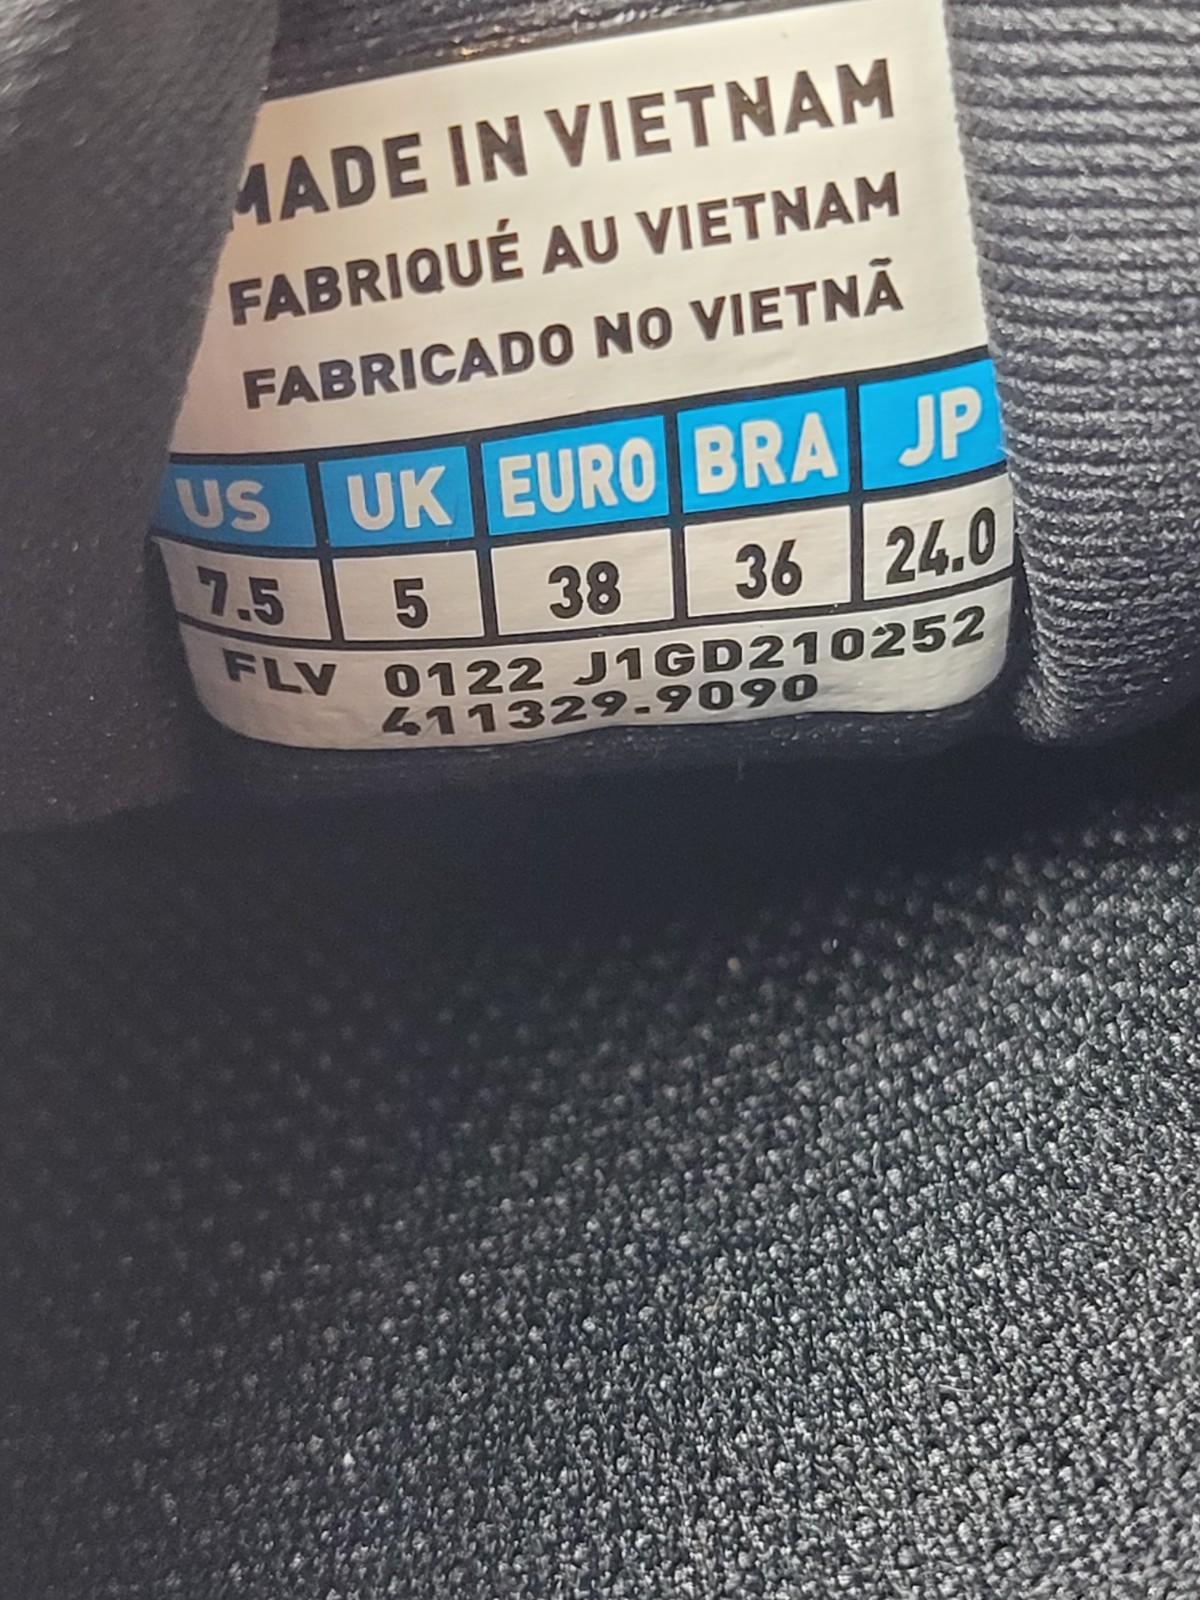 MADE IN VIETNAM
FABRIQUÉ AU VIETNAM
FABRICADO NO VIETNÃ
US UK EURO BRA JP
7.5 5 38 36 24.0
FLV 0122 J1GD210252
411329.9090